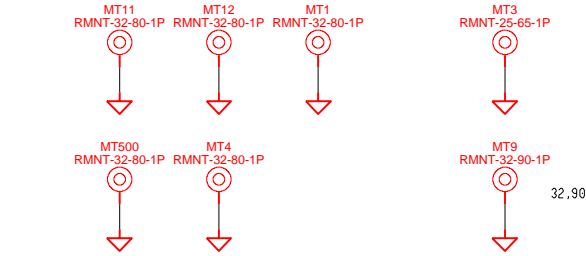 MT11
RMNT-32-80-1P
MT12
RMNT-32-80-1P
MT1
RMNT-32-80-1P
MT3
RMNT-25-65-1P
MT500
RMNT-32-80-1P
MT4
RMNT-32-80-1P
MT9
RMNT-32-90-1P
32,90